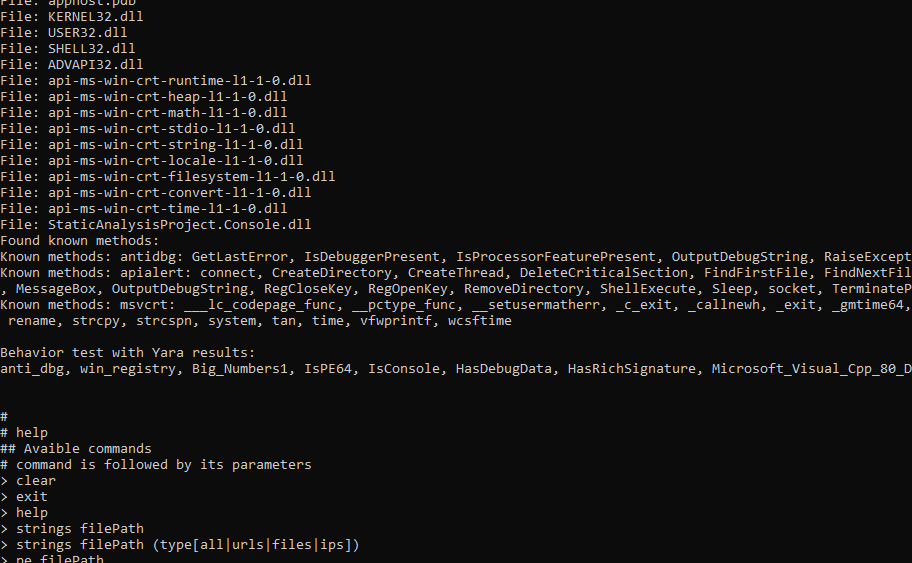 File: apphost.pdb
File: KERNEL32.dll
File: USER32.dll
File: SHELL32.dll
File: ADVAPI32.dll
File: api-ms-win-crt-runtime-l1-1-0.dll
File: api-ms-win-crt-heap-l1-1-0.dll
File: api-ms-win-crt-math-l1-1-0.dll
File: api-ms-win-crt-stdio-l1-1-0.dll
File: api-ms-win-crt-string-l1-1-0.dll
File: api-ms-win-crt-locale-l1-1-0.dll
File: api-ms-win-crt-filesystem-l1-1-0.dll
File: api-ms-win-crt-convert-l1-1-0.dll
File: api-ms-win-crt-time-l1-1-0.dll
File: StaticAnalysisProject.Console.dll
Found known methods:
Known methods: antidbg: GetLastError, IsDebuggerPresent, IsProcessorFeaturePresent, OutputDebugString, RaiseExcept
Known methods: apialert: connect, CreateDirectory, CreateThread, DeleteCriticalSection, FindFirstFile, FindNextFil
, MessageBox, OutputDebugString, RegCloseKey, RegOpenKey, RemoveDirectory, ShellExecute, Sleep, socket, TerminateP
Known methods: msvcrt: ___lc_codepage_func, __pctype_func, __setusermatherr, _c_exit, _callnewh, _exit, _gmtime64,
rename, strcpy, strcspn, system, tan, time, vfwprintf, wcsftime
Behavior test with Yara results:
anti_dbg, win_registry, Big_Numbers1, IsPE64, IsConsole, HasDebugData, HasRichSignature, Microsoft_Visual_Cpp_80_D
#
# help
## Avaible commands
# command is followed by its parameters
> clear
> exit
> help
> strings filePath
> strings filePath (type[all|urls|files|ips])
> pe filePath